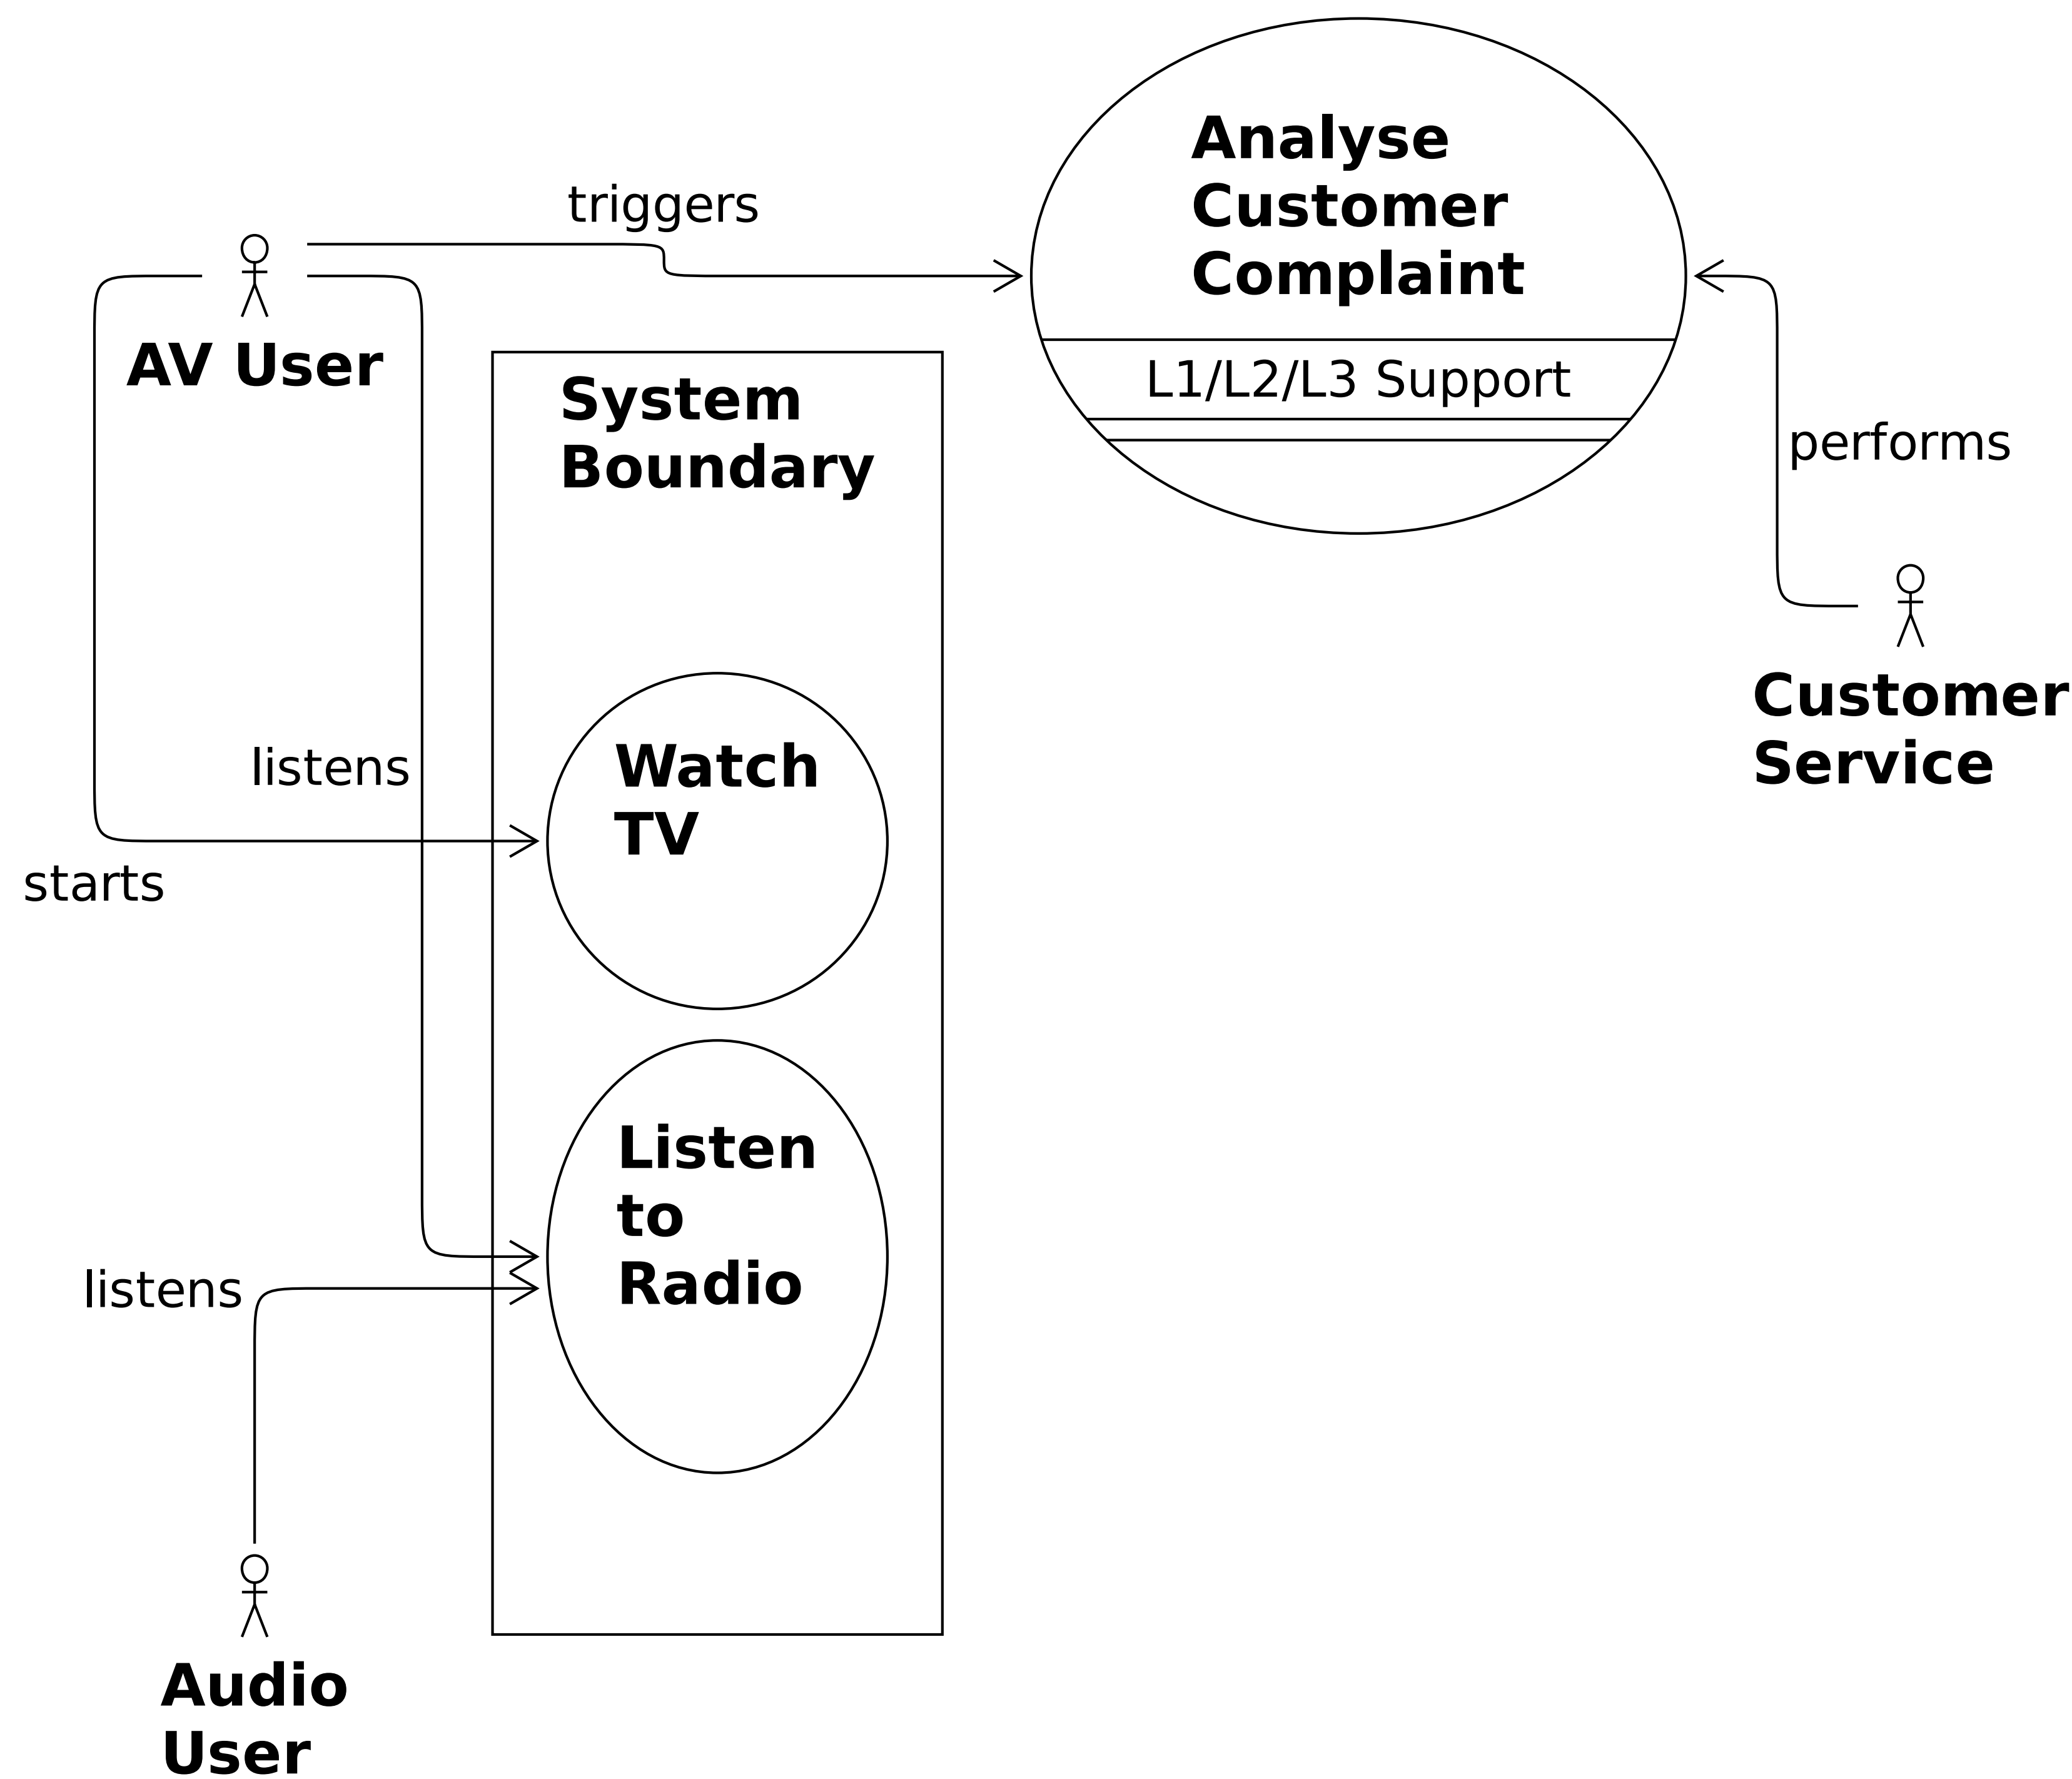 Analyse
Customer
Complaint
triggers
AV User
L1/L2/L3 Support
System
Boundary
performs
Customer
Service
Watch
TV
listens
starts
Listen
to
Radio
listens
Audio
User